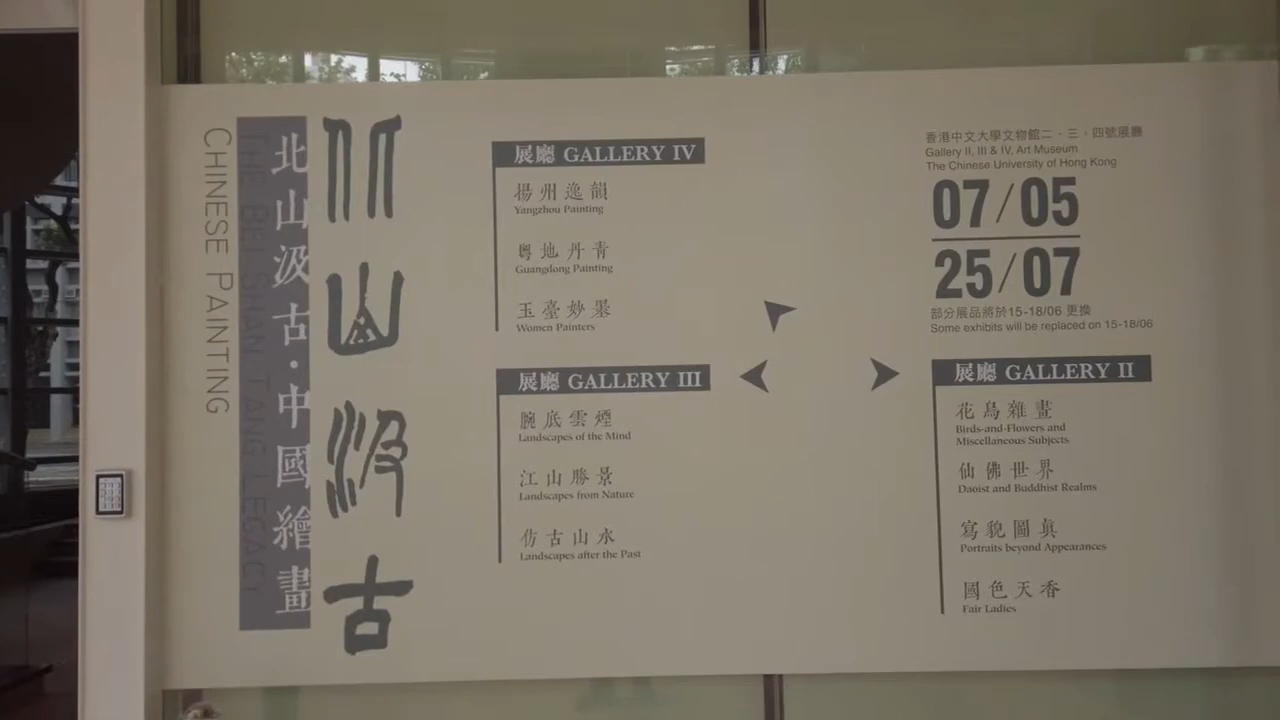 北山汲古
北山汲古·中國繪畫
THE BEI SHAN TANG LEGACY
CHINESE PAINTING
展廳 GALLERY IV
揚州逸韻
Yangzhou Painting
粵地丹青
Guangdong Painting
玉臺妙墨
Women Painters
展廳 GALLERY III
腕底雲煙
Landscapes of the Mind
江山勝景
Landscapes from Nature
仿古山水
Landscapes after the Past
香港中文大學文物館二、三、四號展廳
Gallery II, III & IV, Art Museum
The Chinese University of Hong Kong
07/05
25/07
部分展品將於15-18/06 更換
Some exhibits will be replaced on 15-18/06
展廳 GALLERY II
花鳥雜畫
Birds-and-Flowers and
Miscellaneous Subjects
仙佛世界
Daoist and Buddhist Realms
寫貌圖真
Portraits beyond Appearances
國色天香
Fair Ladies